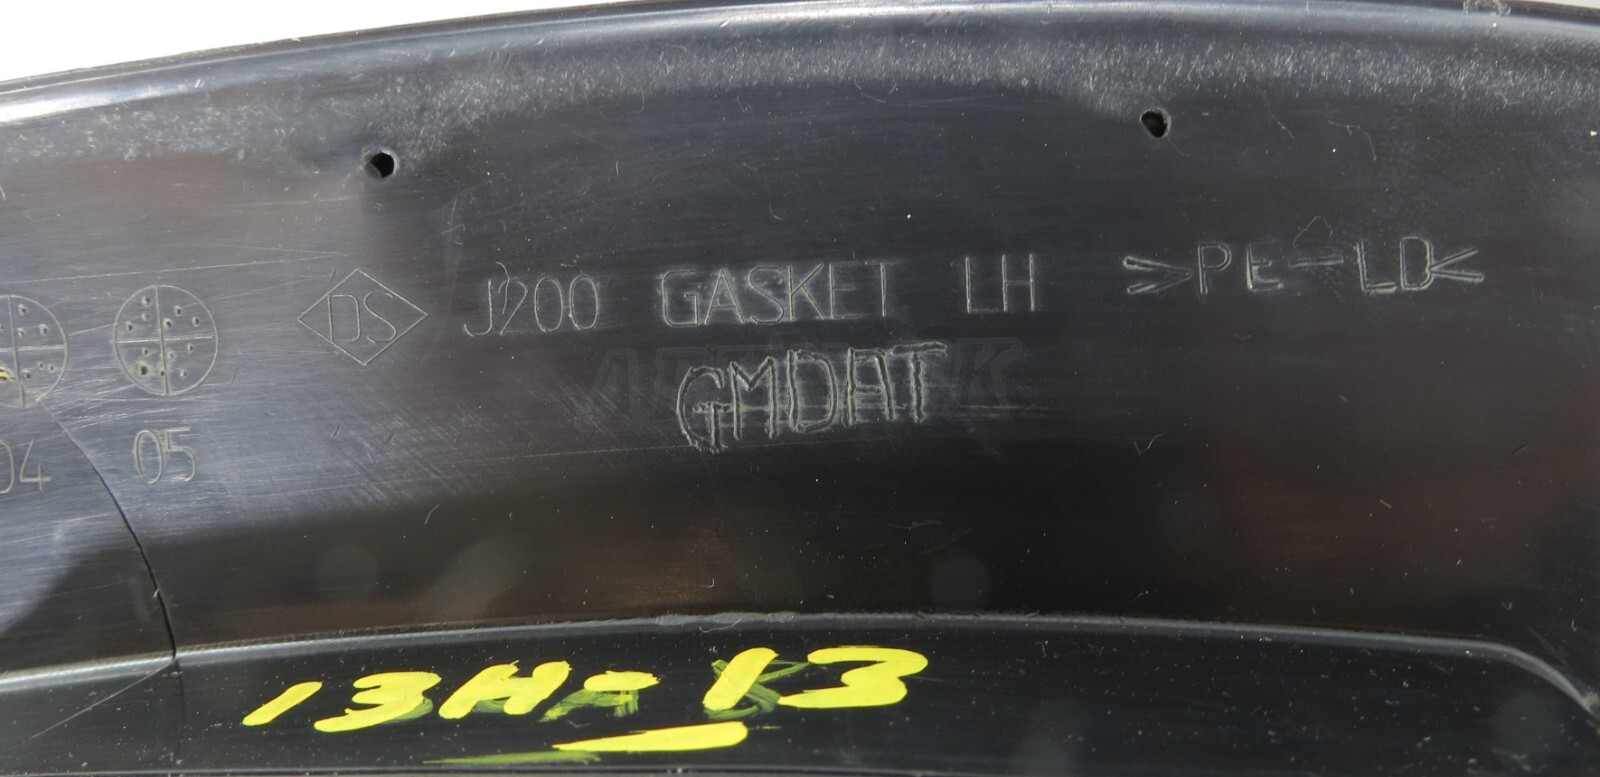 DS J200 GASKET LH >PE-LD<
GMDAT
04 05
13H-13